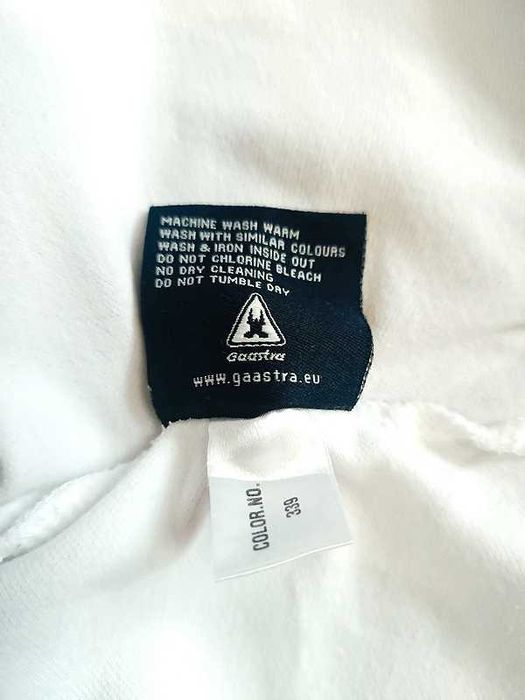 MACHINE WASH WARM
WASH WITH SIMILAR COLOURS
WASH & IRON INSIDE OUT
DO NOT CHLORINE BLEACH
NO DRY CLEANING
DO NOT TUMBLE DRY
Gaastra
www.gaastra.eu
COLOR.NO.
339